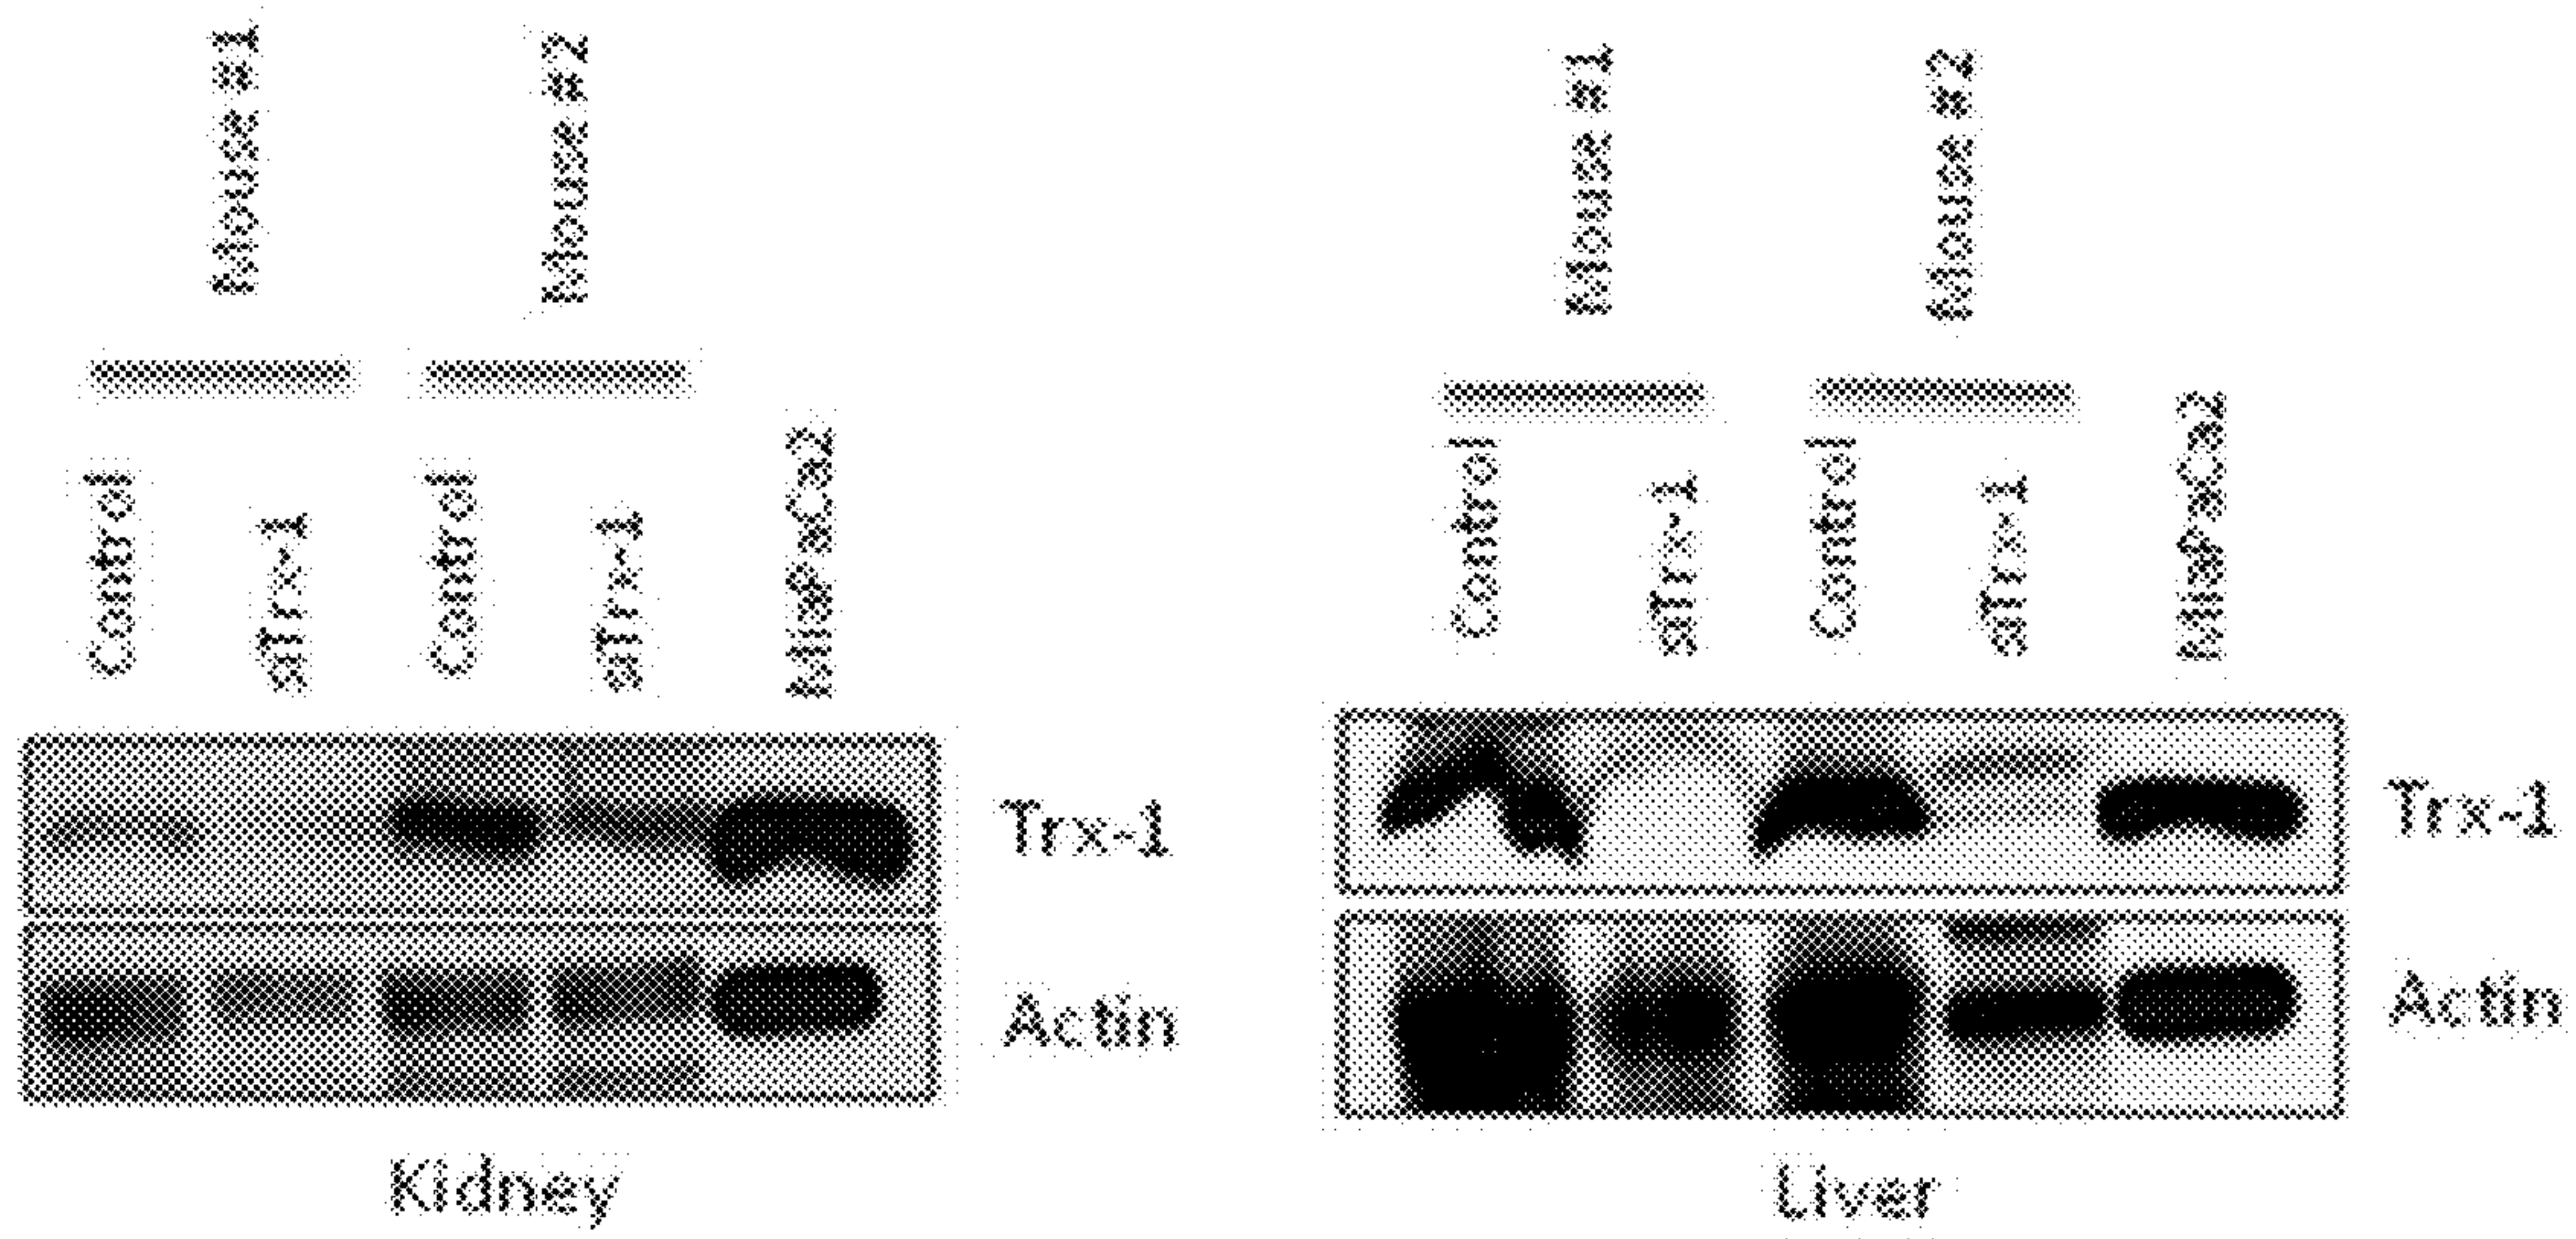 Mouse #1
Mouse #2
Control
siTrx-1
Control
siTrx-1
MiaPaCa2
Trx-1
Actin
Kidney
Mouse #1
Mouse #2
Control
siTrx-1
Control
siTrx-1
MiaPaCa2
Trx-1
Actin
Liver